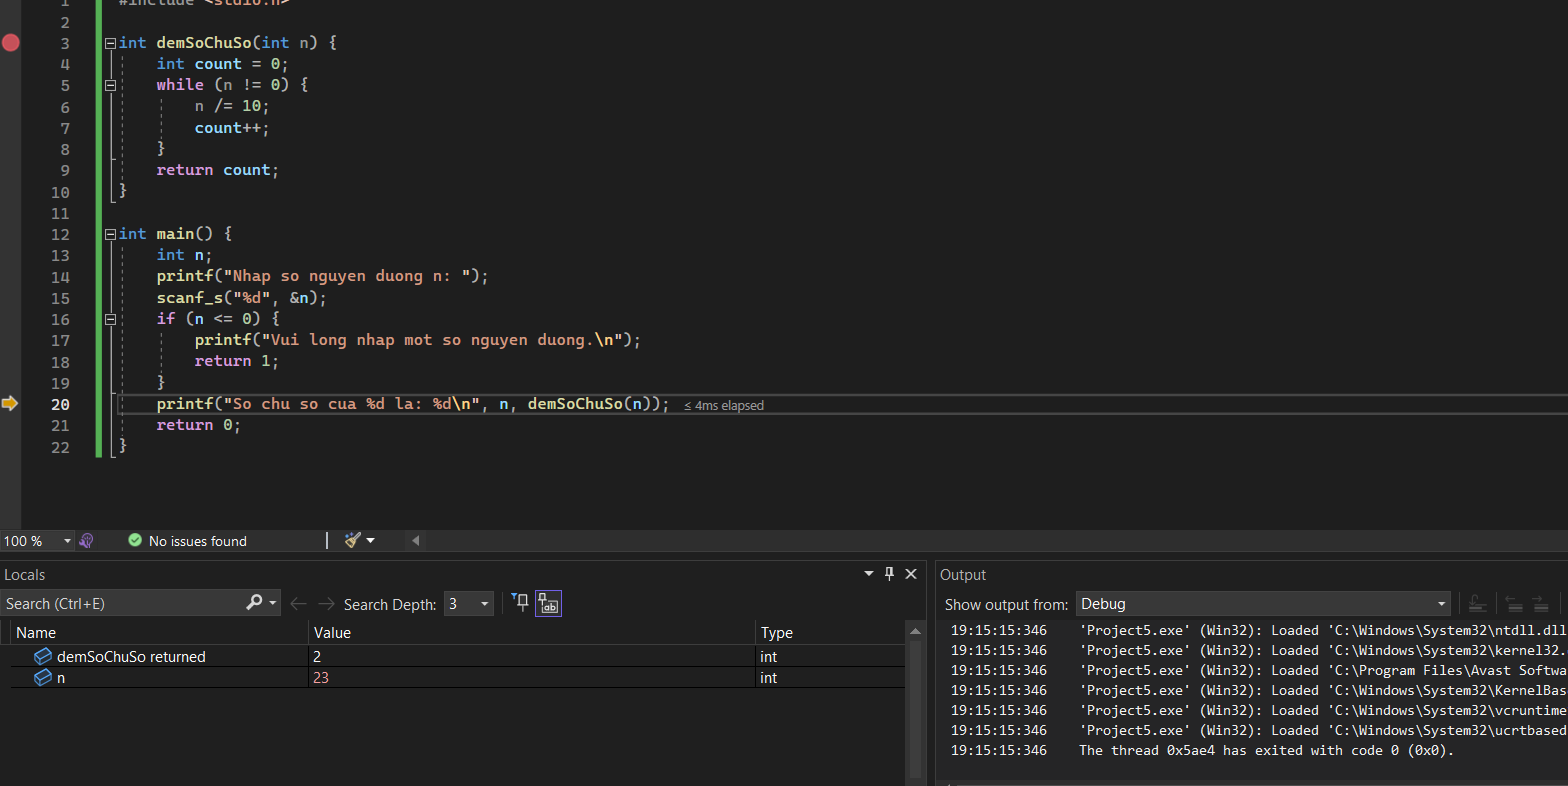 1 #include <stdio.h>
2
3 int demSoChuSo(int n) {
4 int count = 0;
5 while (n != 0) {
6 n /= 10;
7 count++;
8 }
9 return count;
10 }
11
12 int main() {
13 int n;
14 printf("Nhap so nguyen duong n: ");
15 scanf_s("%d", &n);
16 if (n <= 0) {
17 printf("Vui long nhap mot so nguyen duong.\n");
18 return 1;
19 }
20 printf("So chu so cua %d la: %d\n", n, demSoChuSo(n)); ≤ 4ms elapsed
21 return 0;
22 }
100 % No issues found
Locals
Search (Ctrl+E) Search Depth: 3
Name Value Type
demSoChuSo returned 2 int
n 23 int
Output
Show output from: Debug
19:15:15:346 'Project5.exe' (Win32): Loaded 'C:\Windows\System32\ntdll.dll
19:15:15:346 'Project5.exe' (Win32): Loaded 'C:\Windows\System32\kernel32.
19:15:15:346 'Project5.exe' (Win32): Loaded 'C:\Program Files\Avast Softwa
19:15:15:346 'Project5.exe' (Win32): Loaded 'C:\Windows\System32\KernelBas
19:15:15:346 'Project5.exe' (Win32): Loaded 'C:\Windows\System32\vcruntime
19:15:15:346 'Project5.exe' (Win32): Loaded 'C:\Windows\System32\ucrtbased
19:15:15:346 The thread 0x5ae4 has exited with code 0 (0x0).